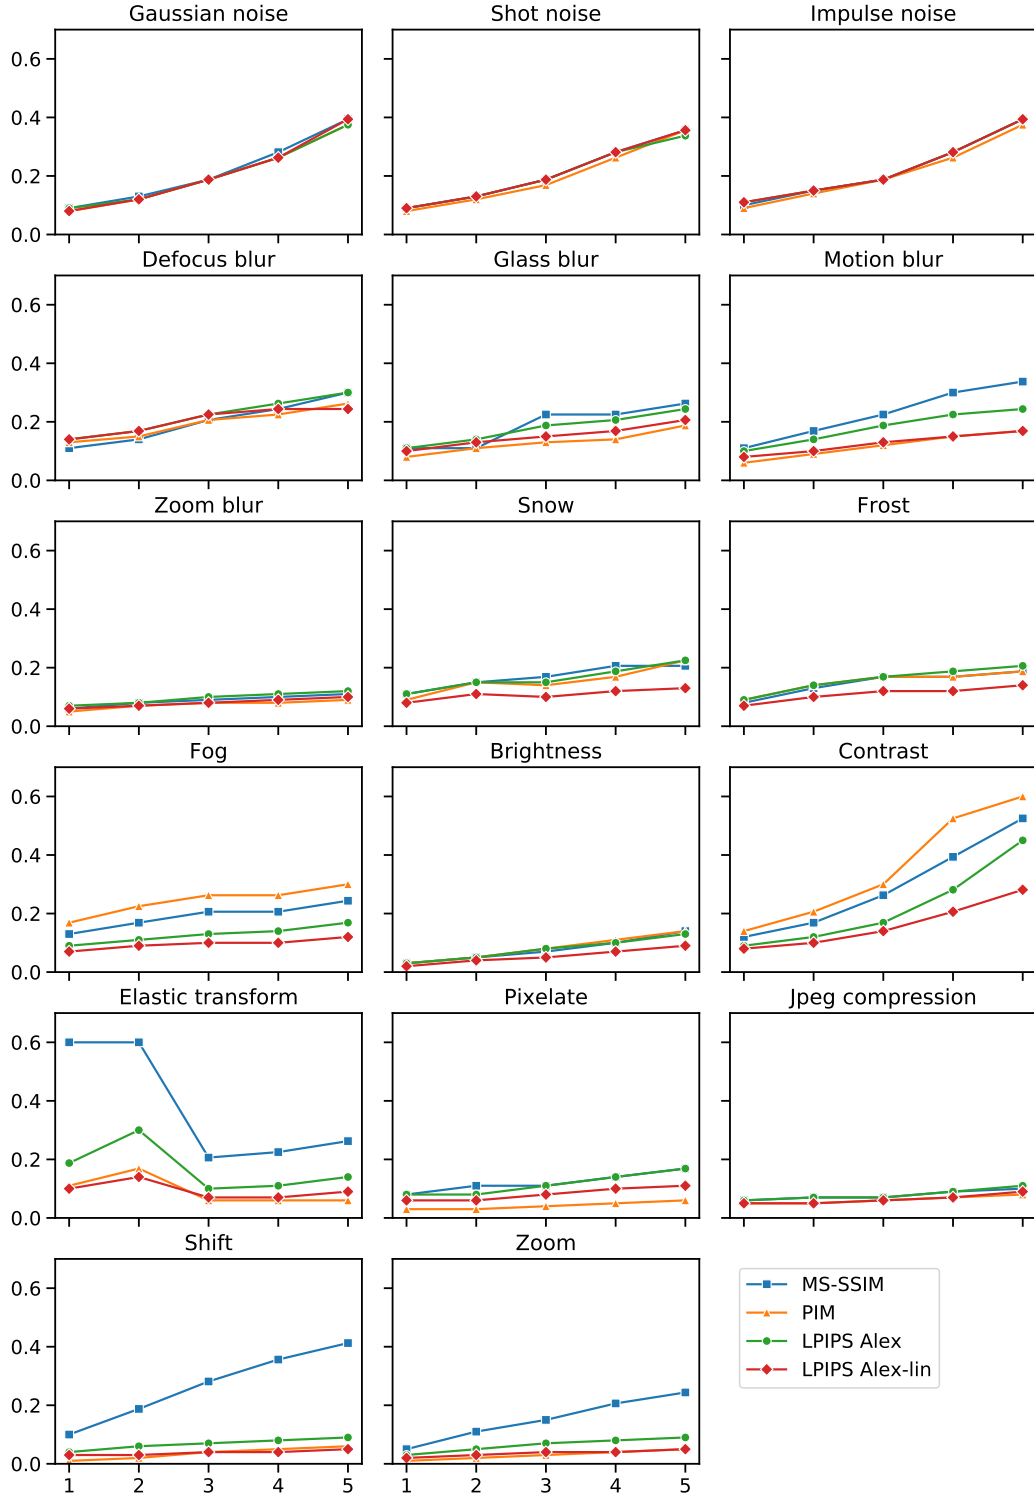 Gaussian noise
Shot noise
Impulse noise
0.6
0.4
0.2
0.0
Defocus blur
Glass blur
Motion blur
0.6
0.4
0.2
0.0
Zoom blur
Snow
Frost
0.6
0.4
0.2
0.0
Fog
Brightness
Contrast
0.6
0.4
0.2
0.0
Elastic transform
Pixelate
Jpeg compression
0.6
0.4
0.2
0.0
Shift
Zoom
0.6
0.4
0.2
0.0
1 2 3 4 5
1 2 3 4 5
MS-SSIM
PIM
LPIPS Alex
LPIPS Alex-lin